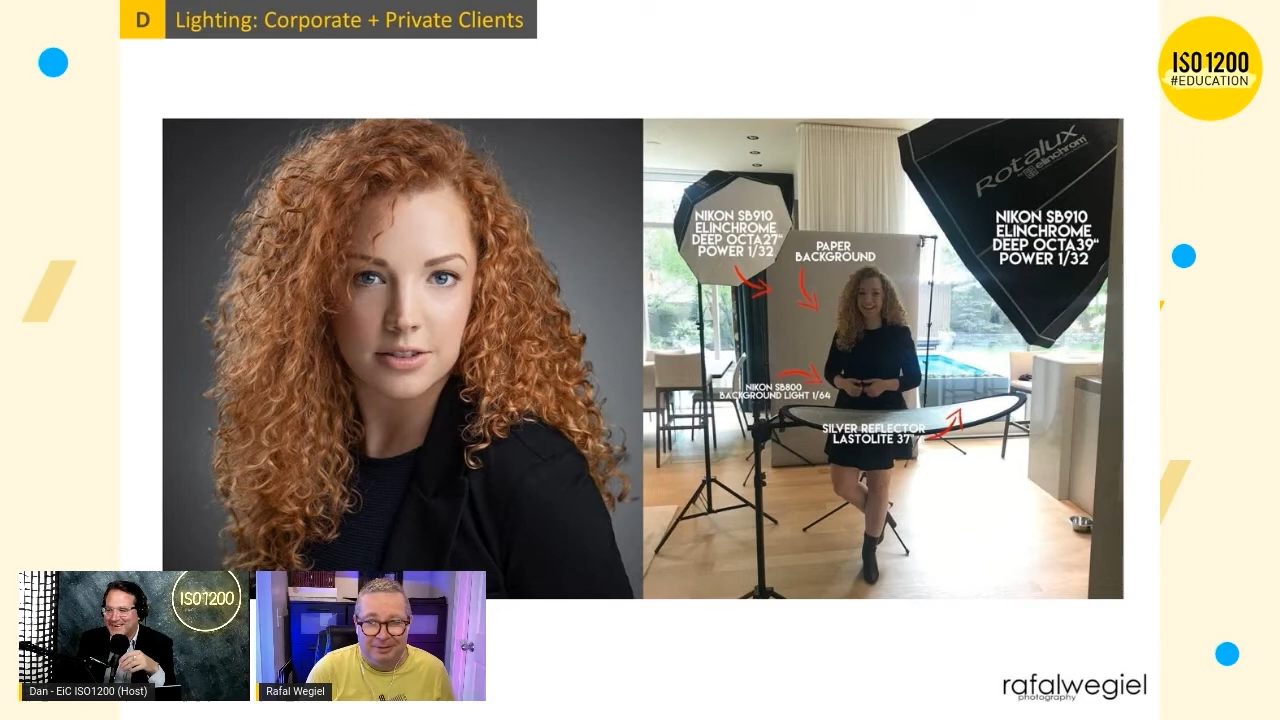 D Lighting: Corporate + Private Clients
ISO1200
#EDUCATION
Rotalux
elinchrom
NIKON SB910
ELINCHROME
DEEP OCTA27"
POWER 1/32
PAPER
BACKGROUND
NIKON SB910
ELINCHROME
DEEP OCTA39"
POWER 1/32
NIKON SB800
BACKGROUND LIGHT 1/64
SILVER REFLECTOR
LASTOLITE 37"
ISO1200
Dan - EiC ISO1200 (Host)
Rafal Wegiel
rafalwegiel
photography